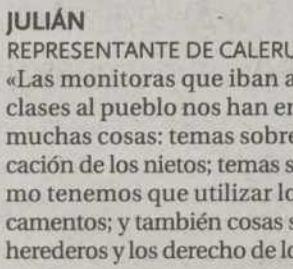 JULIÁN
REPRESENTANTE DE CALERU
«Las monitoras que iban a
clases al pueblo nos han en
muchas cosas: temas sobre
cación de los nietos; temas s
mo tenemos que utilizar lo
camentos; y también cosas s
herederos y los derecho de lo